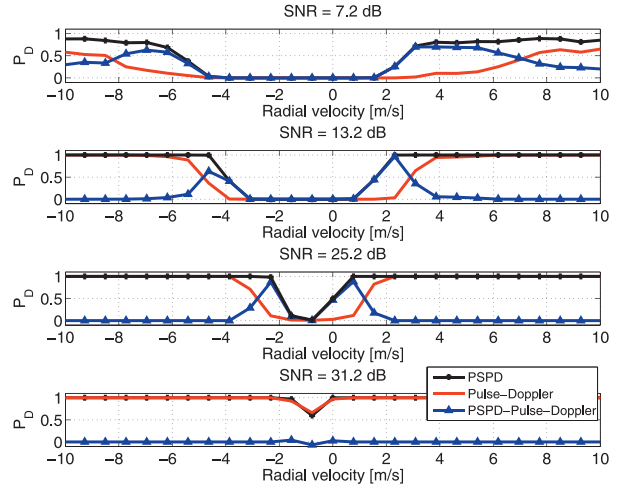 SNR = 7.2 dB
P_D
1
0.5
0
−10 −8 −6 −4 −2 0 2 4 6 8 10
Radial velocity [m/s]
SNR = 13.2 dB
P_D
1
0.5
0
−10 −8 −6 −4 −2 0 2 4 6 8 10
Radial velocity [m/s]
SNR = 25.2 dB
P_D
1
0.5
0
−10 −8 −6 −4 −2 0 2 4 6 8 10
Radial velocity [m/s]
SNR = 31.2 dB
PSPD
Pulse−Doppler
PSPD−Pulse−Doppler
P_D
1
0.5
0
−10 −8 −6 −4 −2 0 2 4 6 8 10
Radial velocity [m/s]